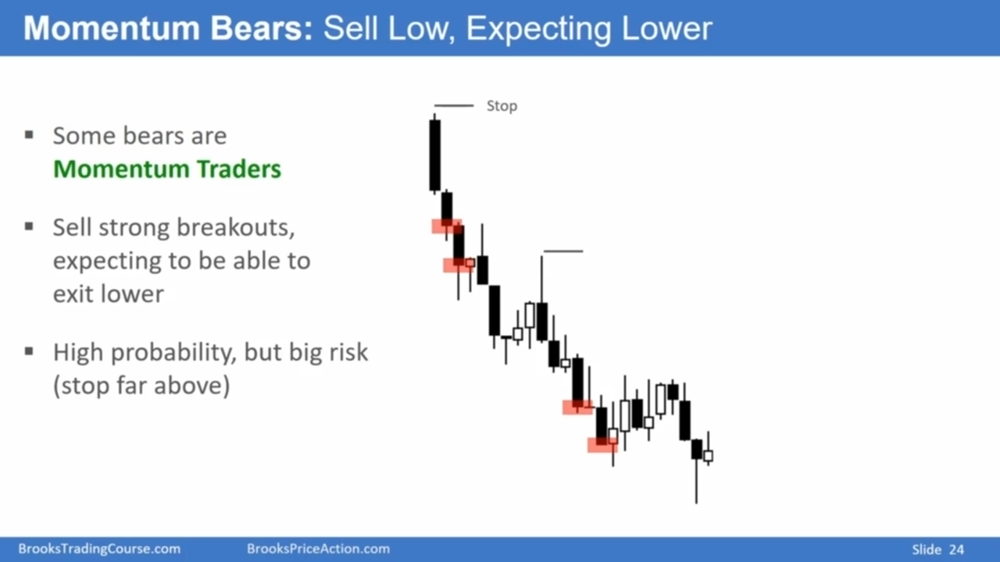 Momentum Bears: Sell Low, Expecting Lower
Stop
▪ Some bears are
Momentum Traders
▪ Sell strong breakouts,
expecting to be able to
exit lower
▪ High probability, but big risk
(stop far above)
BrooksTradingCourse.com
BrooksPriceAction.com
Slide 24